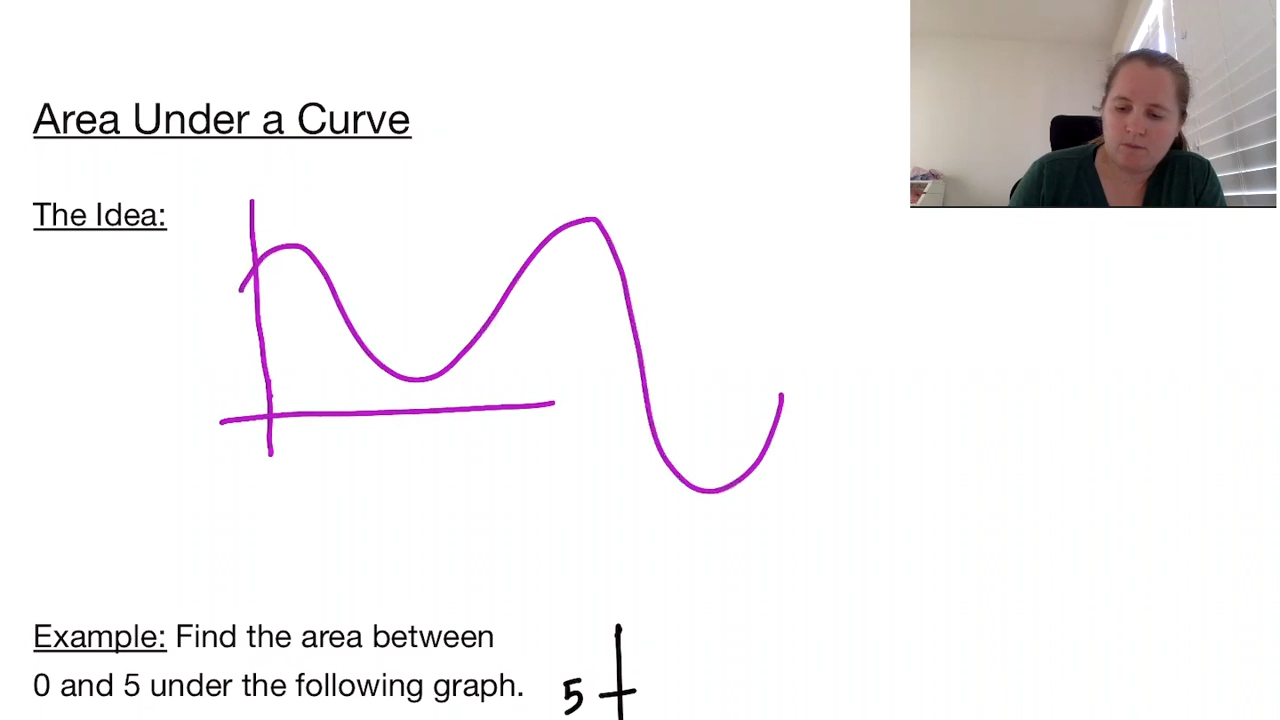 Area Under a Curve
The Idea:
Example: Find the area between
0 and 5 under the following graph.
5